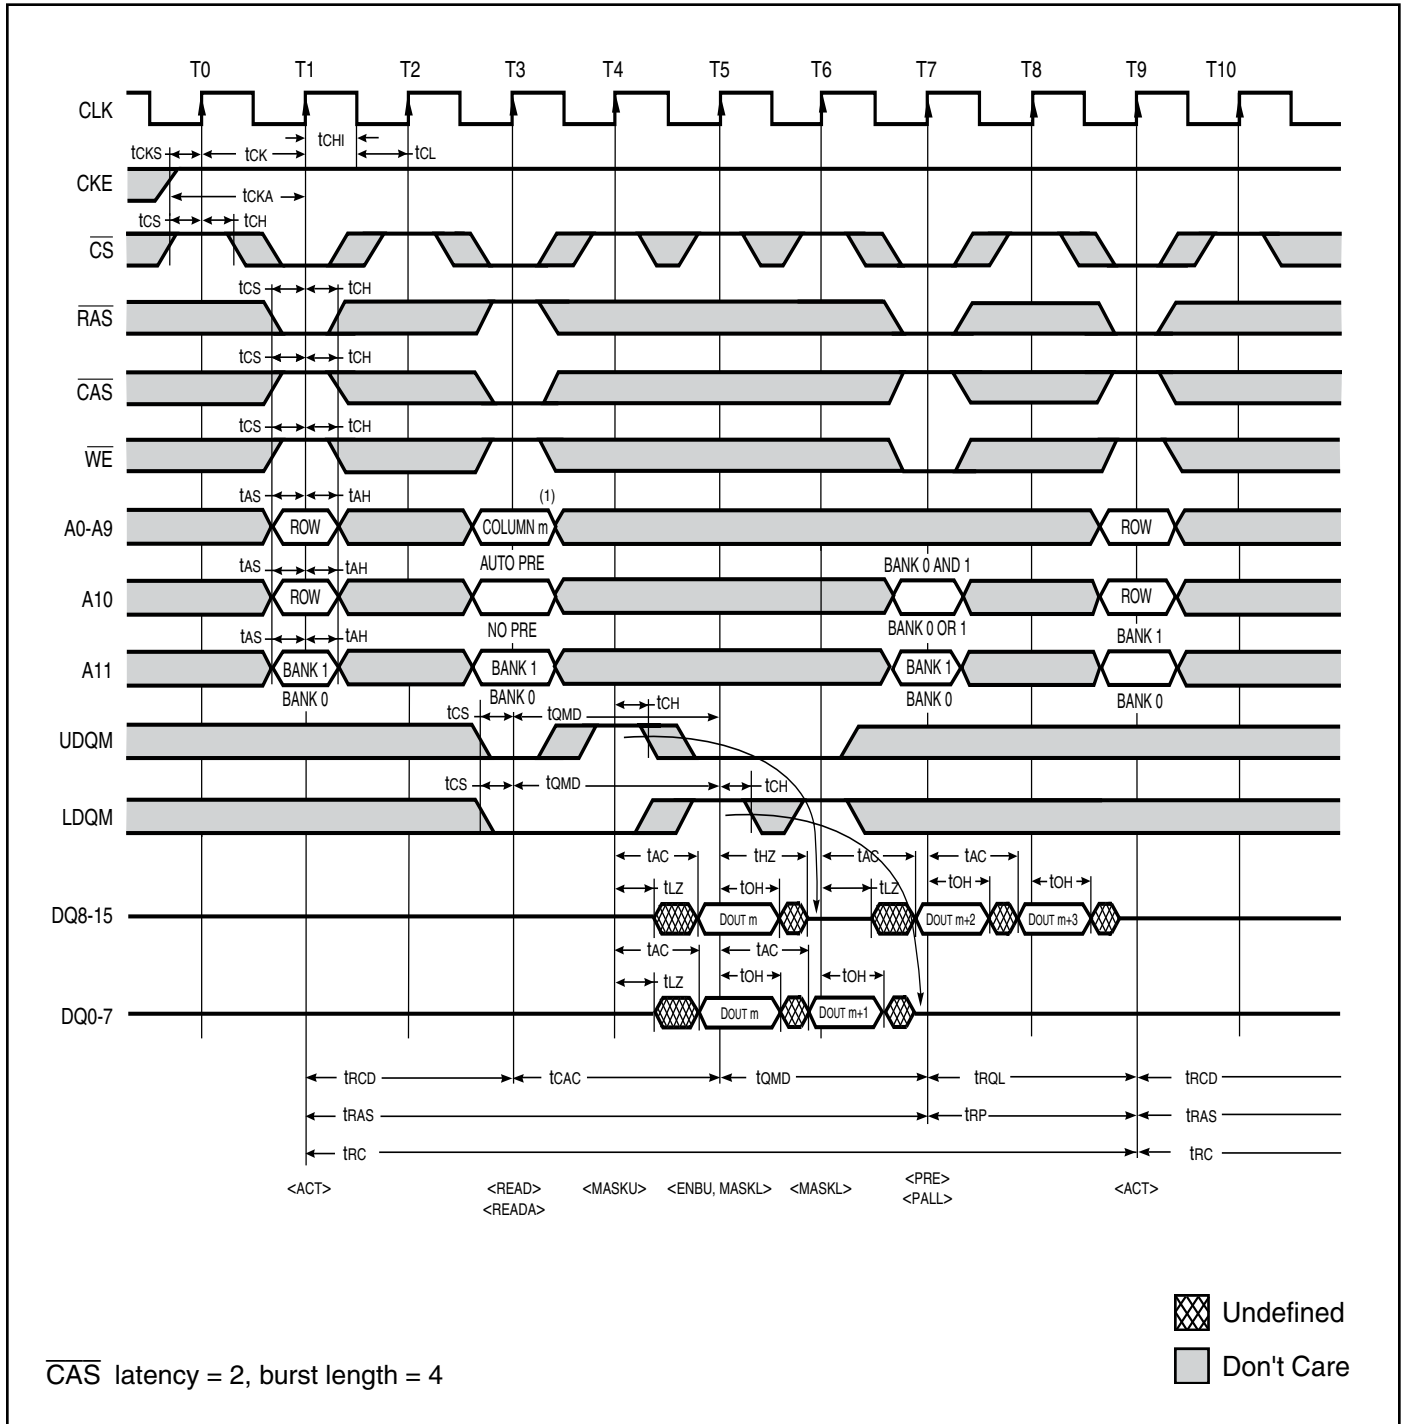 T0 T1 T2 T3 T4 T5 T6 T7 T8 T9 T10
CLK
tCHI
tCKS tCK tCL
CKE
tCKA
tCS tCH
CS
tCS tCH
RAS
tCS tCH
CAS
tCS tCH
WE
tAS tAH (1)
A0-A9 ROW COLUMN m ROW
tAS tAH AUTO PRE BANK 0 AND 1
A10 ROW ROW
NO PRE BANK 0 OR 1 BANK 1
tAS tAH
A11 BANK 1 BANK 1 BANK 1
BANK 0 BANK 0 BANK 0 BANK 0
tCS tQMD tCH
UDQM
tCS tQMD tCH
LDQM
tAC tHZ tAC tAC
tLZ tOH tLZ tOH tOH
DQ8-15 DOUT m DOUT m+2 DOUT m+3
tAC tAC
tLZ tOH tOH
DQ0-7 DOUT m DOUT m+1
tRCD tCAC tQMD tRQL tRCD
tRAS tRP tRAS
tRC tRC
<ACT> <READ> <MASKU> <ENBU, MASKL> <MASKL> <PRE> <ACT>
<READA> <PALL>
Undefined
Don't Care
CAS latency = 2, burst length = 4